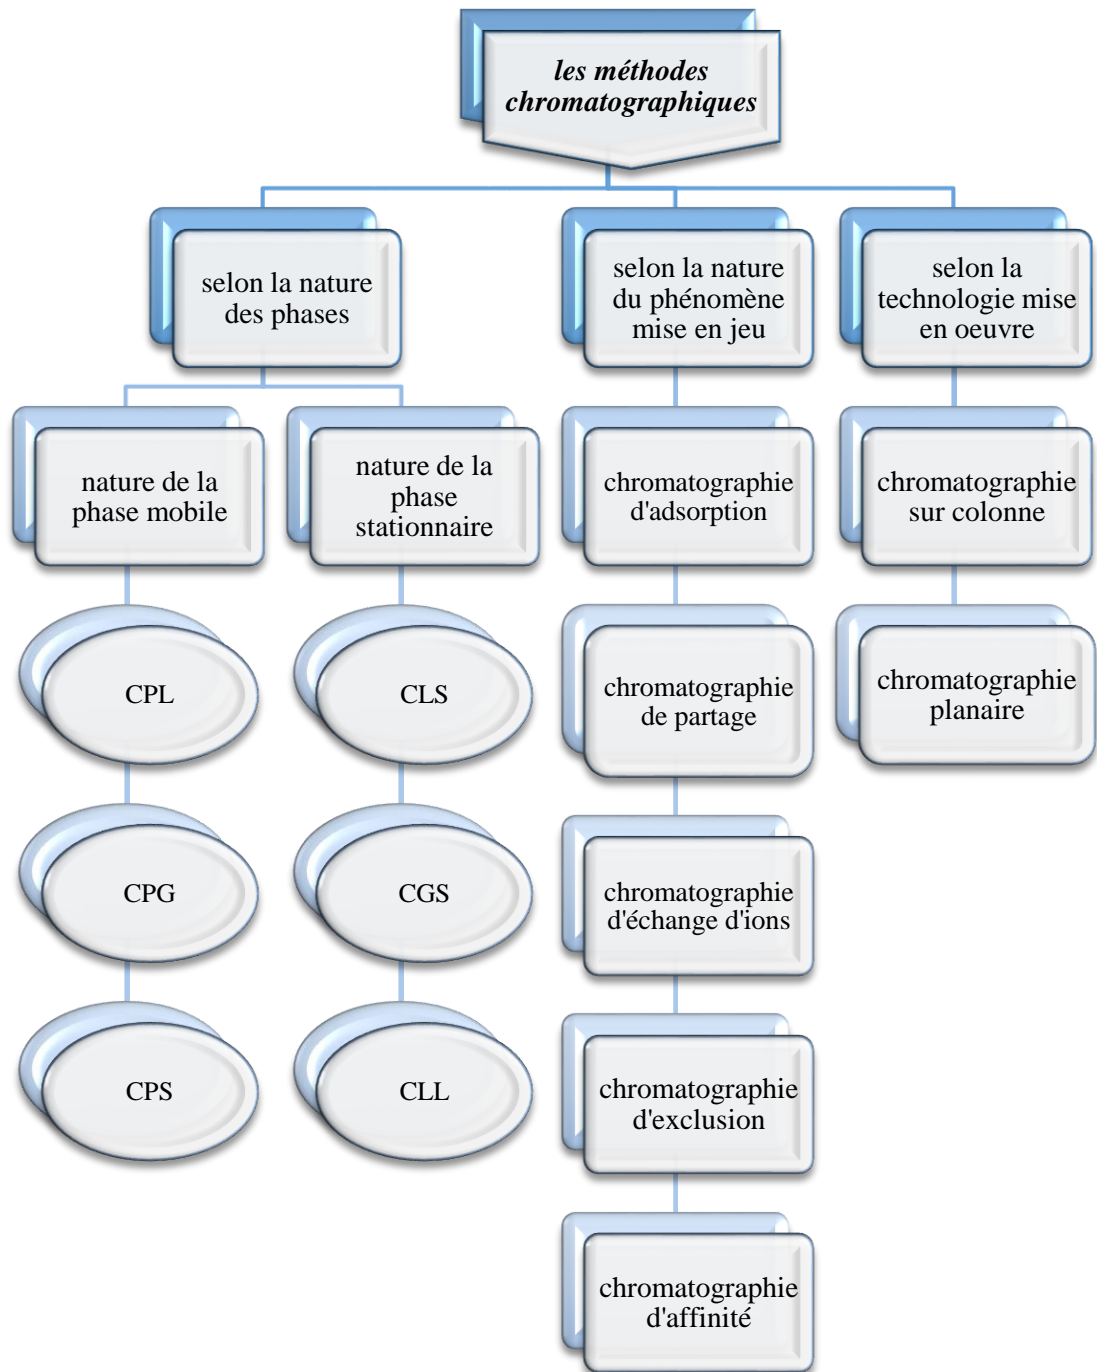 les méthodes
chromatographiques
selon la nature
des phases
selon la nature
du phénomène
mise en jeu
selon la
technologie mise
en oeuvre
nature de la
phase mobile
nature de la
phase
stationnaire
chromatographie
d'adsorption
chromatographie
sur colonne
CPL
CLS
chromatographie
de partage
chromatographie
planaire
CPG
CGS
chromatographie
d'échange d'ions
CPS
CLL
chromatographie
d'exclusion
chromatographie
d'affinité